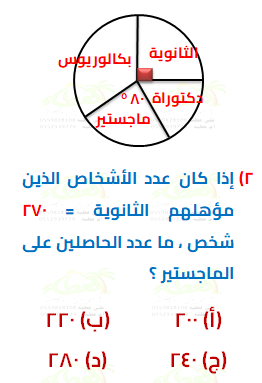 الثانوية
بكالوريوس
دكتوراة
٨٠ °
ماجستير
٢) إذا كان عدد الأشخاص الذين
مؤهلهم الثانوية = ٢٧٠
شخص ، ما عدد الحاصلين على
الماجستير ؟
(أ) ٢٠٠ (ب) ٢٢٠
(ج) ٢٤٠ (د) ٢٨٠